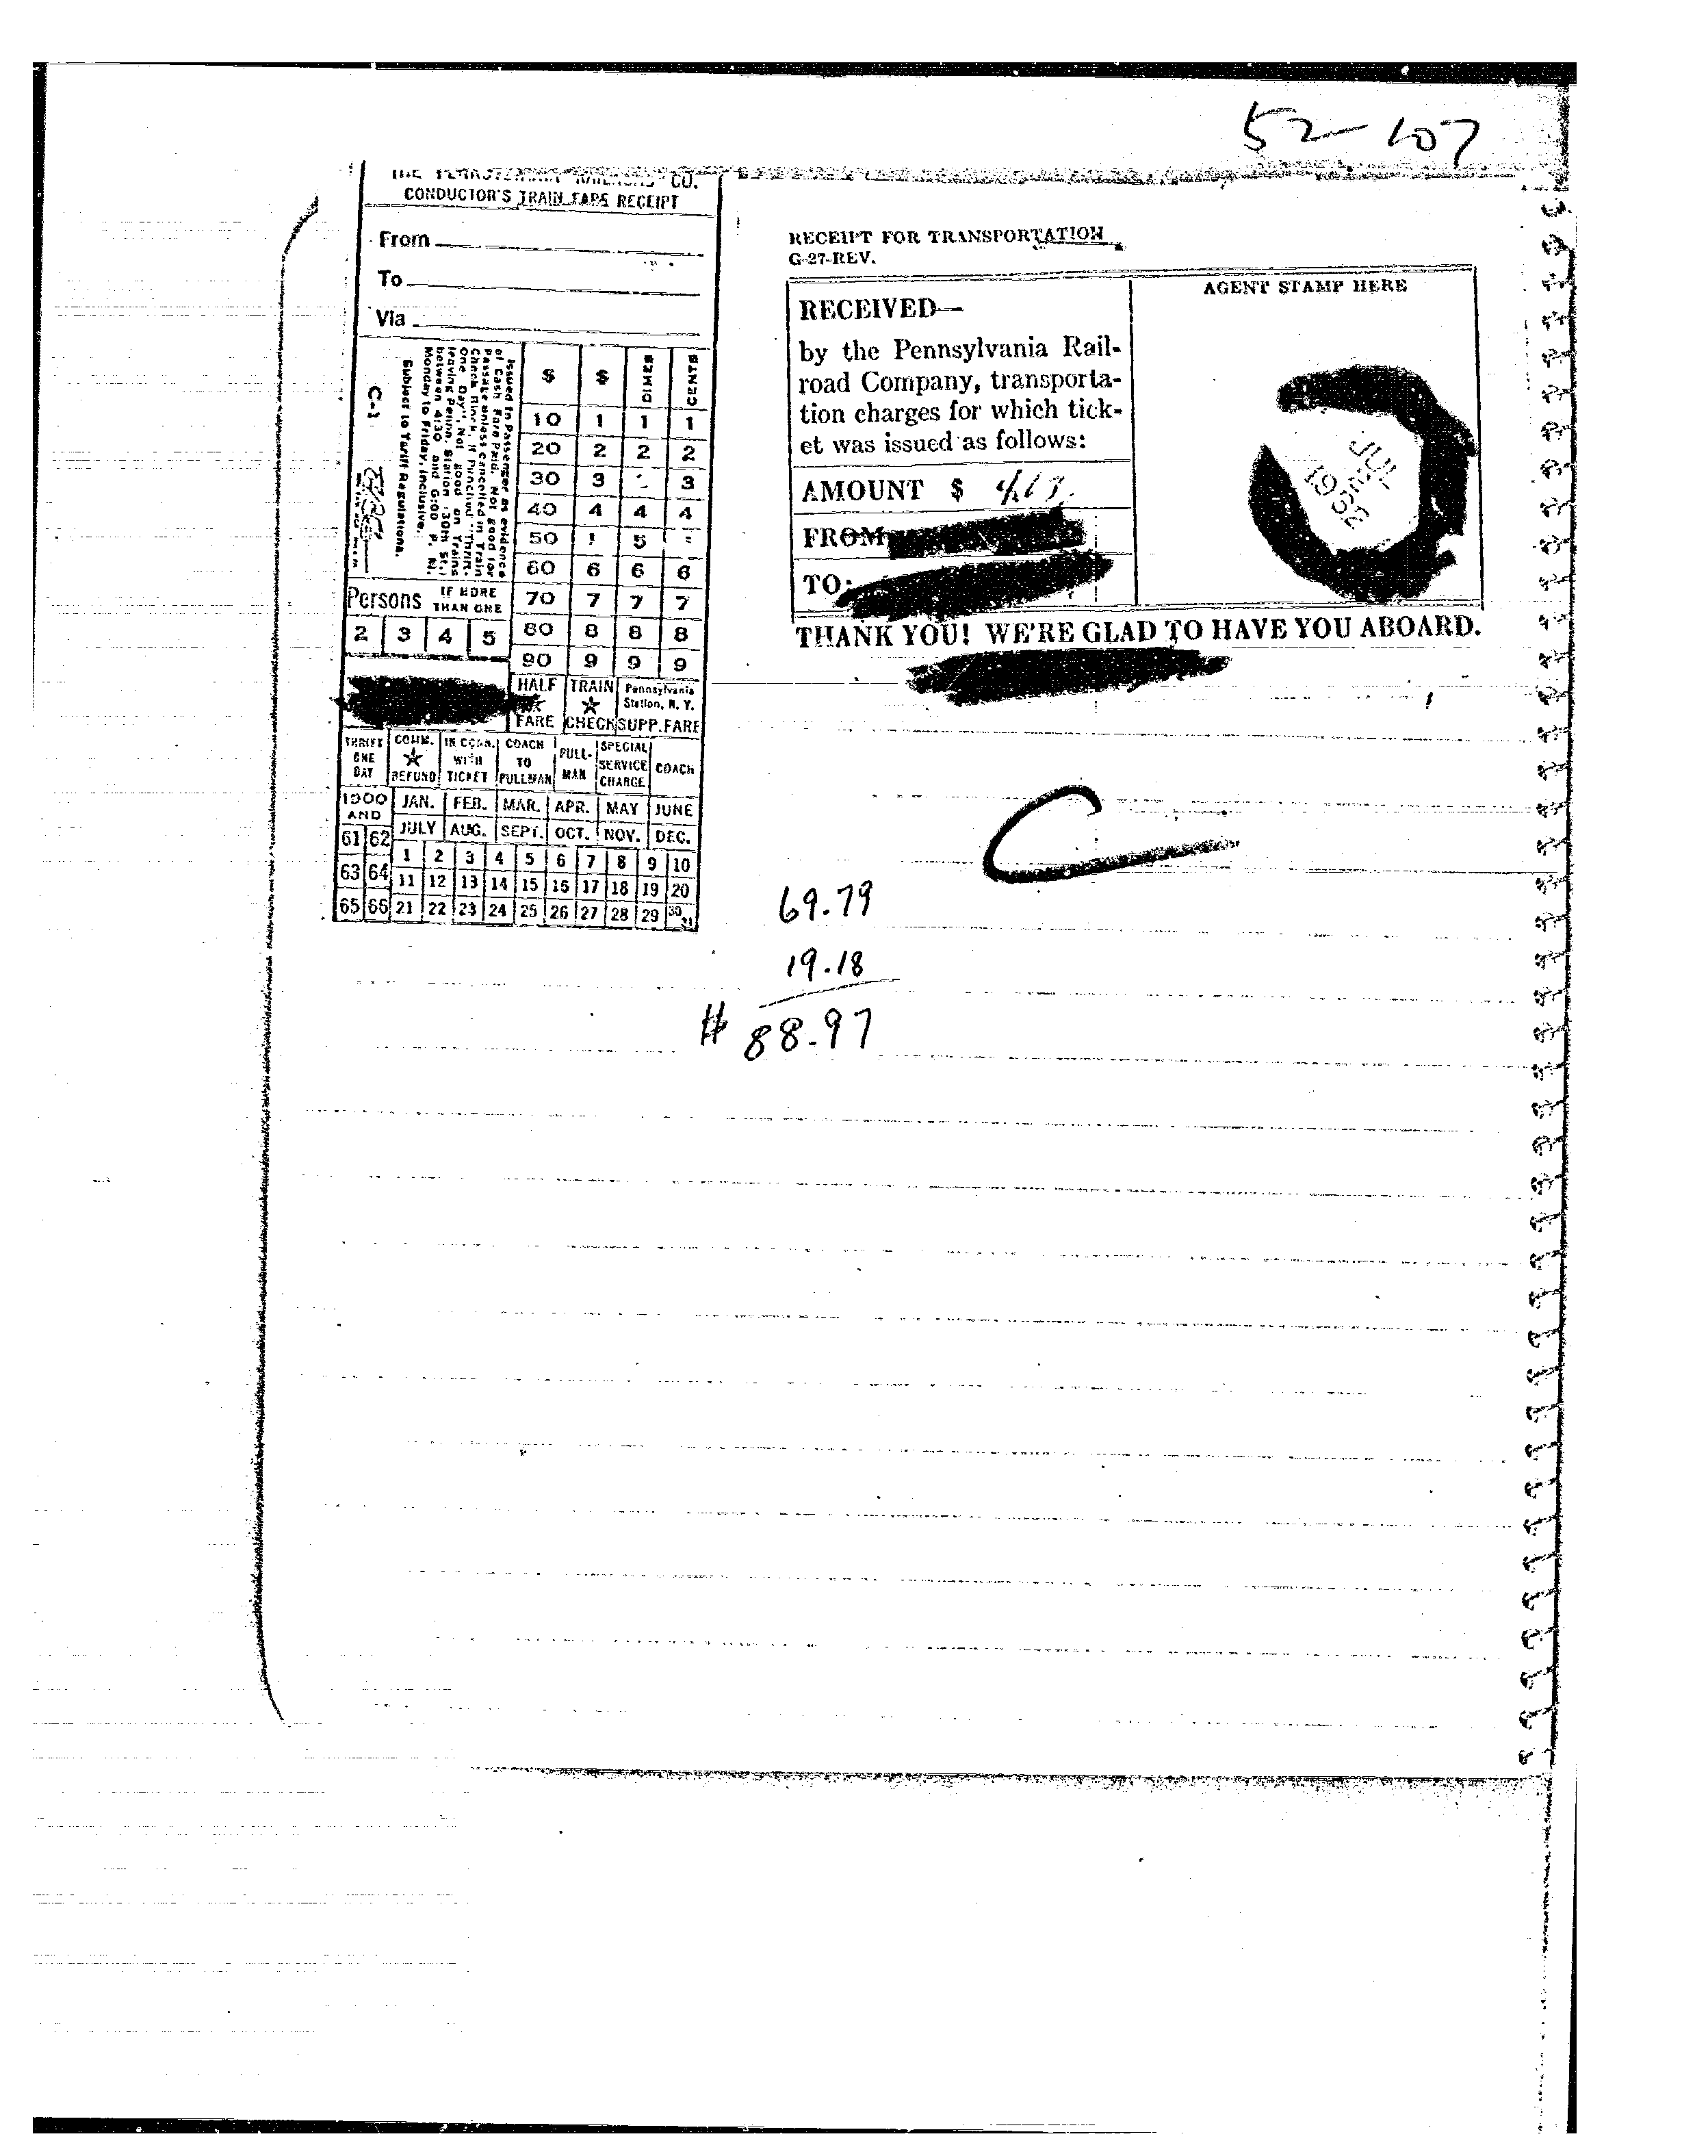 52-107
CO.
CONDUCTOR'S TRAIN FARE RECEIPT
From
To
Via
Issued to Passenger as evidence
of Cash Fare Paid. Not good for
Passage unless cancelled in Train
Check Block. If Punched "Thrift-
One Day", Not good on Trains
leaving Penna. Station (30th St.)
between 4:30 and 6:00 P. M.
Monday to Friday, inclusive.
Subject to Tariff Regulations.
C-1
$ $ DIMES CENTS
10 1 1 1
20 2 2 2
30 3 3
40 4 4 4
50 5
60 6 6 6
70 7 7 7
80 8 8 8
90 9 9 9
Persons IF MORE THAN ONE
2 3 4 5
HALF FARE
TRAIN CHECK
Pennsylvania Station, N. Y. SUPP. FARE
THRIFT ONE DAY
COMM. REFUND
IN CONN. WITH TICKET
COACH TO PULLMAN
PULLMAN
SPECIAL SERVICE CHARGE
COACH
1900 AND
JAN. FEB. MAR. APR. MAY JUNE
JULY AUG. SEPT. OCT. NOV. DEC.
61 62
63 64
65 66
1 2 3 4 5 6 7 8 9 10
11 12 13 14 15 16 17 18 19 20
21 22 23 24 25 26 27 28 29 30 31
RECEIPT FOR TRANSPORTATION
G-27-REV.
RECEIVED—
by the Pennsylvania Rail-
road Company, transporta-
tion charges for which tick-
et was issued as follows:
AMOUNT $
FROM
TO:
AGENT STAMP HERE
JUL
THANK YOU! WE'RE GLAD TO HAVE YOU ABOARD.
C
69.79
19.18
$ 88.97